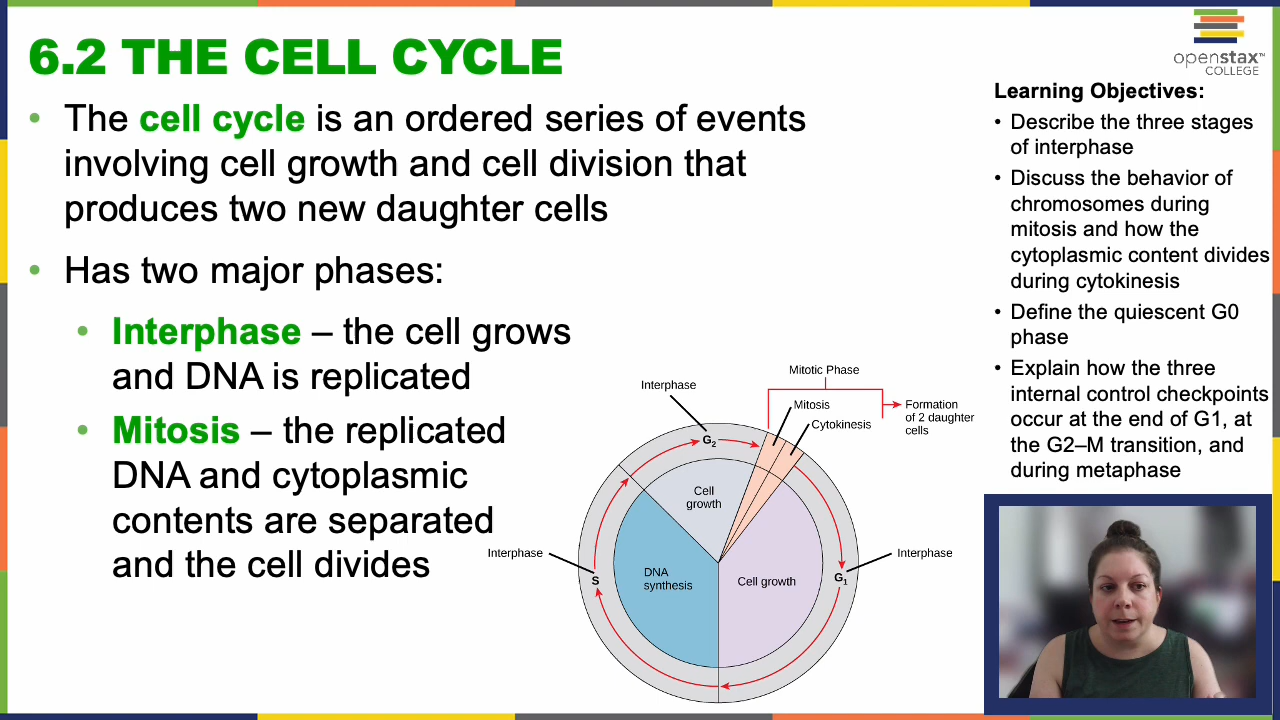 6.2 THE CELL CYCLE
• The cell cycle is an ordered series of events
involving cell growth and cell division that
produces two new daughter cells
• Has two major phases:
• Interphase – the cell grows
and DNA is replicated
• Mitosis – the replicated
DNA and cytoplasmic
contents are separated
and the cell divides
Mitotic Phase
Interphase
Mitosis
Cytokinesis
Formation
of 2 daughter
cells
G2
Cell
growth
Interphase
S
DNA
synthesis
Cell growth
G1
Interphase
openstax™
COLLEGE
Learning Objectives:
• Describe the three stages
of interphase
• Discuss the behavior of
chromosomes during
mitosis and how the
cytoplasmic content divides
during cytokinesis
• Define the quiescent G0
phase
• Explain how the three
internal control checkpoints
occur at the end of G1, at
the G2–M transition, and
during metaphase